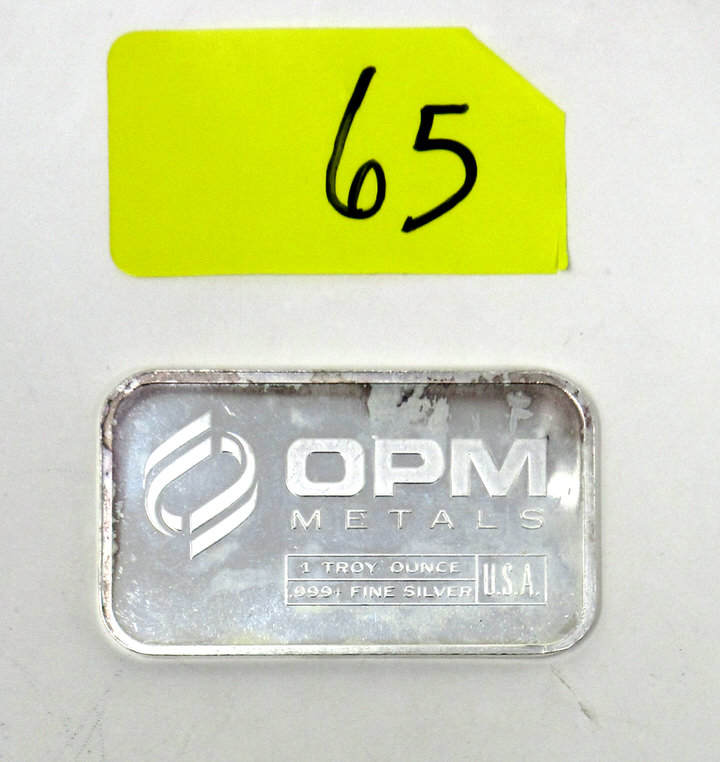 65
OPM
METALS
1 TROY OUNCE
.999+ FINE SILVER
U.S.A.